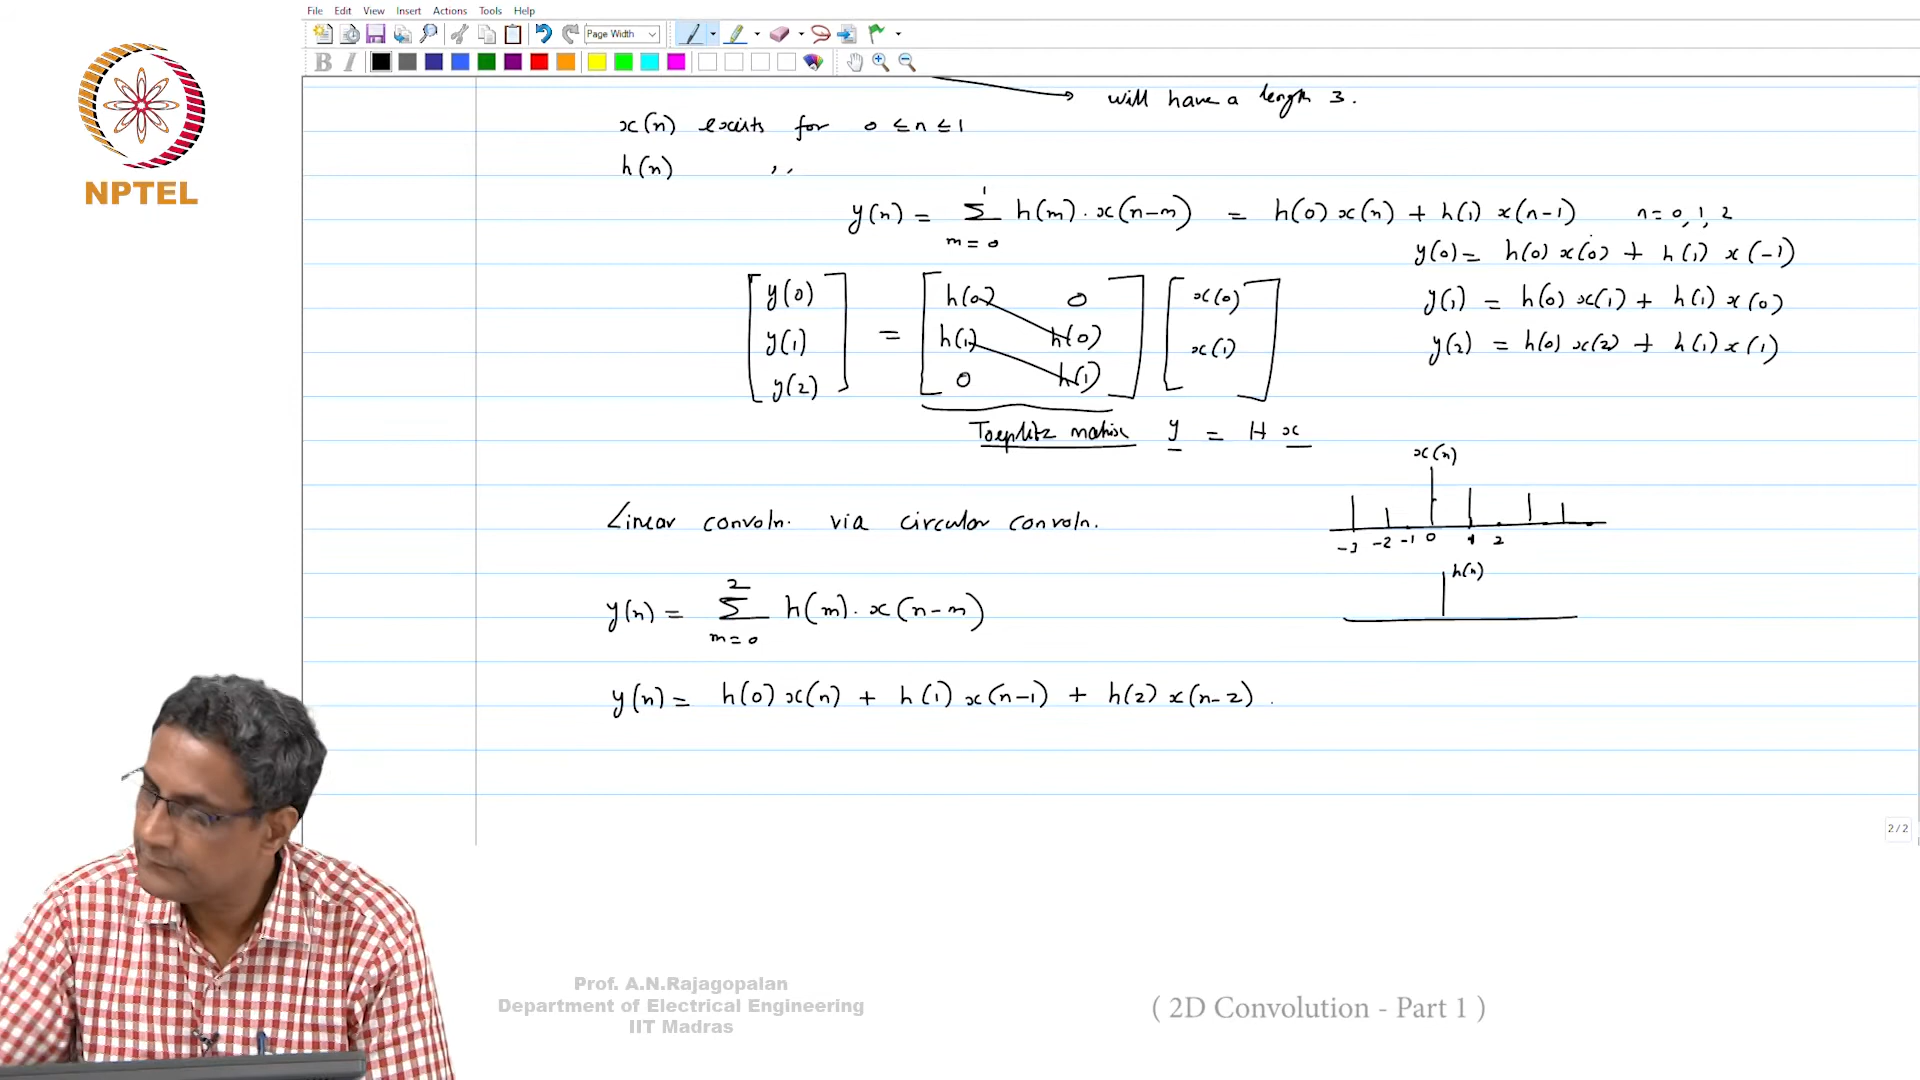 File Edit View Insert Actions Tools Help
Page Width
NPTEL
will have a length 3.
x(n) exists for 0 ≤ n ≤ 1
h(n) ,,
y(n) = Σ_{m=0}^{1} h(m) · x(n-m) = h(0) x(n) + h(1) x(n-1) n = 0, 1, 2
y(0) = h(0) x(0) + h(1) x(-1)
y(1) = h(0) x(1) + h(1) x(0)
y(2) = h(0) x(2) + h(1) x(1)
y(0) h(0) 0 x(0)
y(1) = h(1) h(0) x(1)
y(2) 0 h(1)
Toeplitz matrix y = H x
x(n)
-3 -2 -1 0 1 2
Linear convoln. via circular convoln.
h(n)
y(n) = Σ_{m=0}^{2} h(m) · x(n-m)
y(n) = h(0) x(n) + h(1) x(n-1) + h(2) x(n-2) .
2 / 2
Prof. A.N.Rajagopalan
Department of Electrical Engineering
IIT Madras
( 2D Convolution - Part 1 )